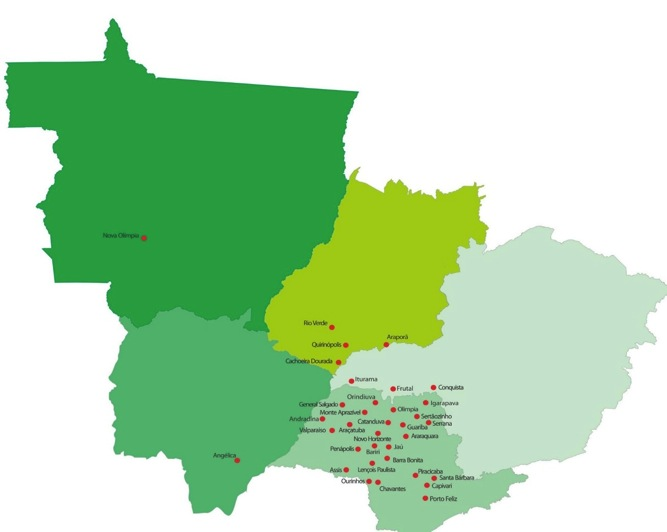 Nova Olímpia
Rio Verde
Quirinópolis
Araporã
Cachoeira Dourada
Iturama
Frutal
Conquista
Orindiuva
General Salgado
Igarapava
Monte Aprazível
Olímpia
Andradina
Sertãozinho
Catanduva
Serrana
Valparaíso
Araçatuba
Guariba
Novo Horizonte
Araraquara
Penápolis
Bariri
Jaú
Angélica
Barra Bonita
Assis
Lençois Paulista
Piracicaba
Santa Bárbara
Ourinhos
Chavantes
Capivari
Porto Feliz